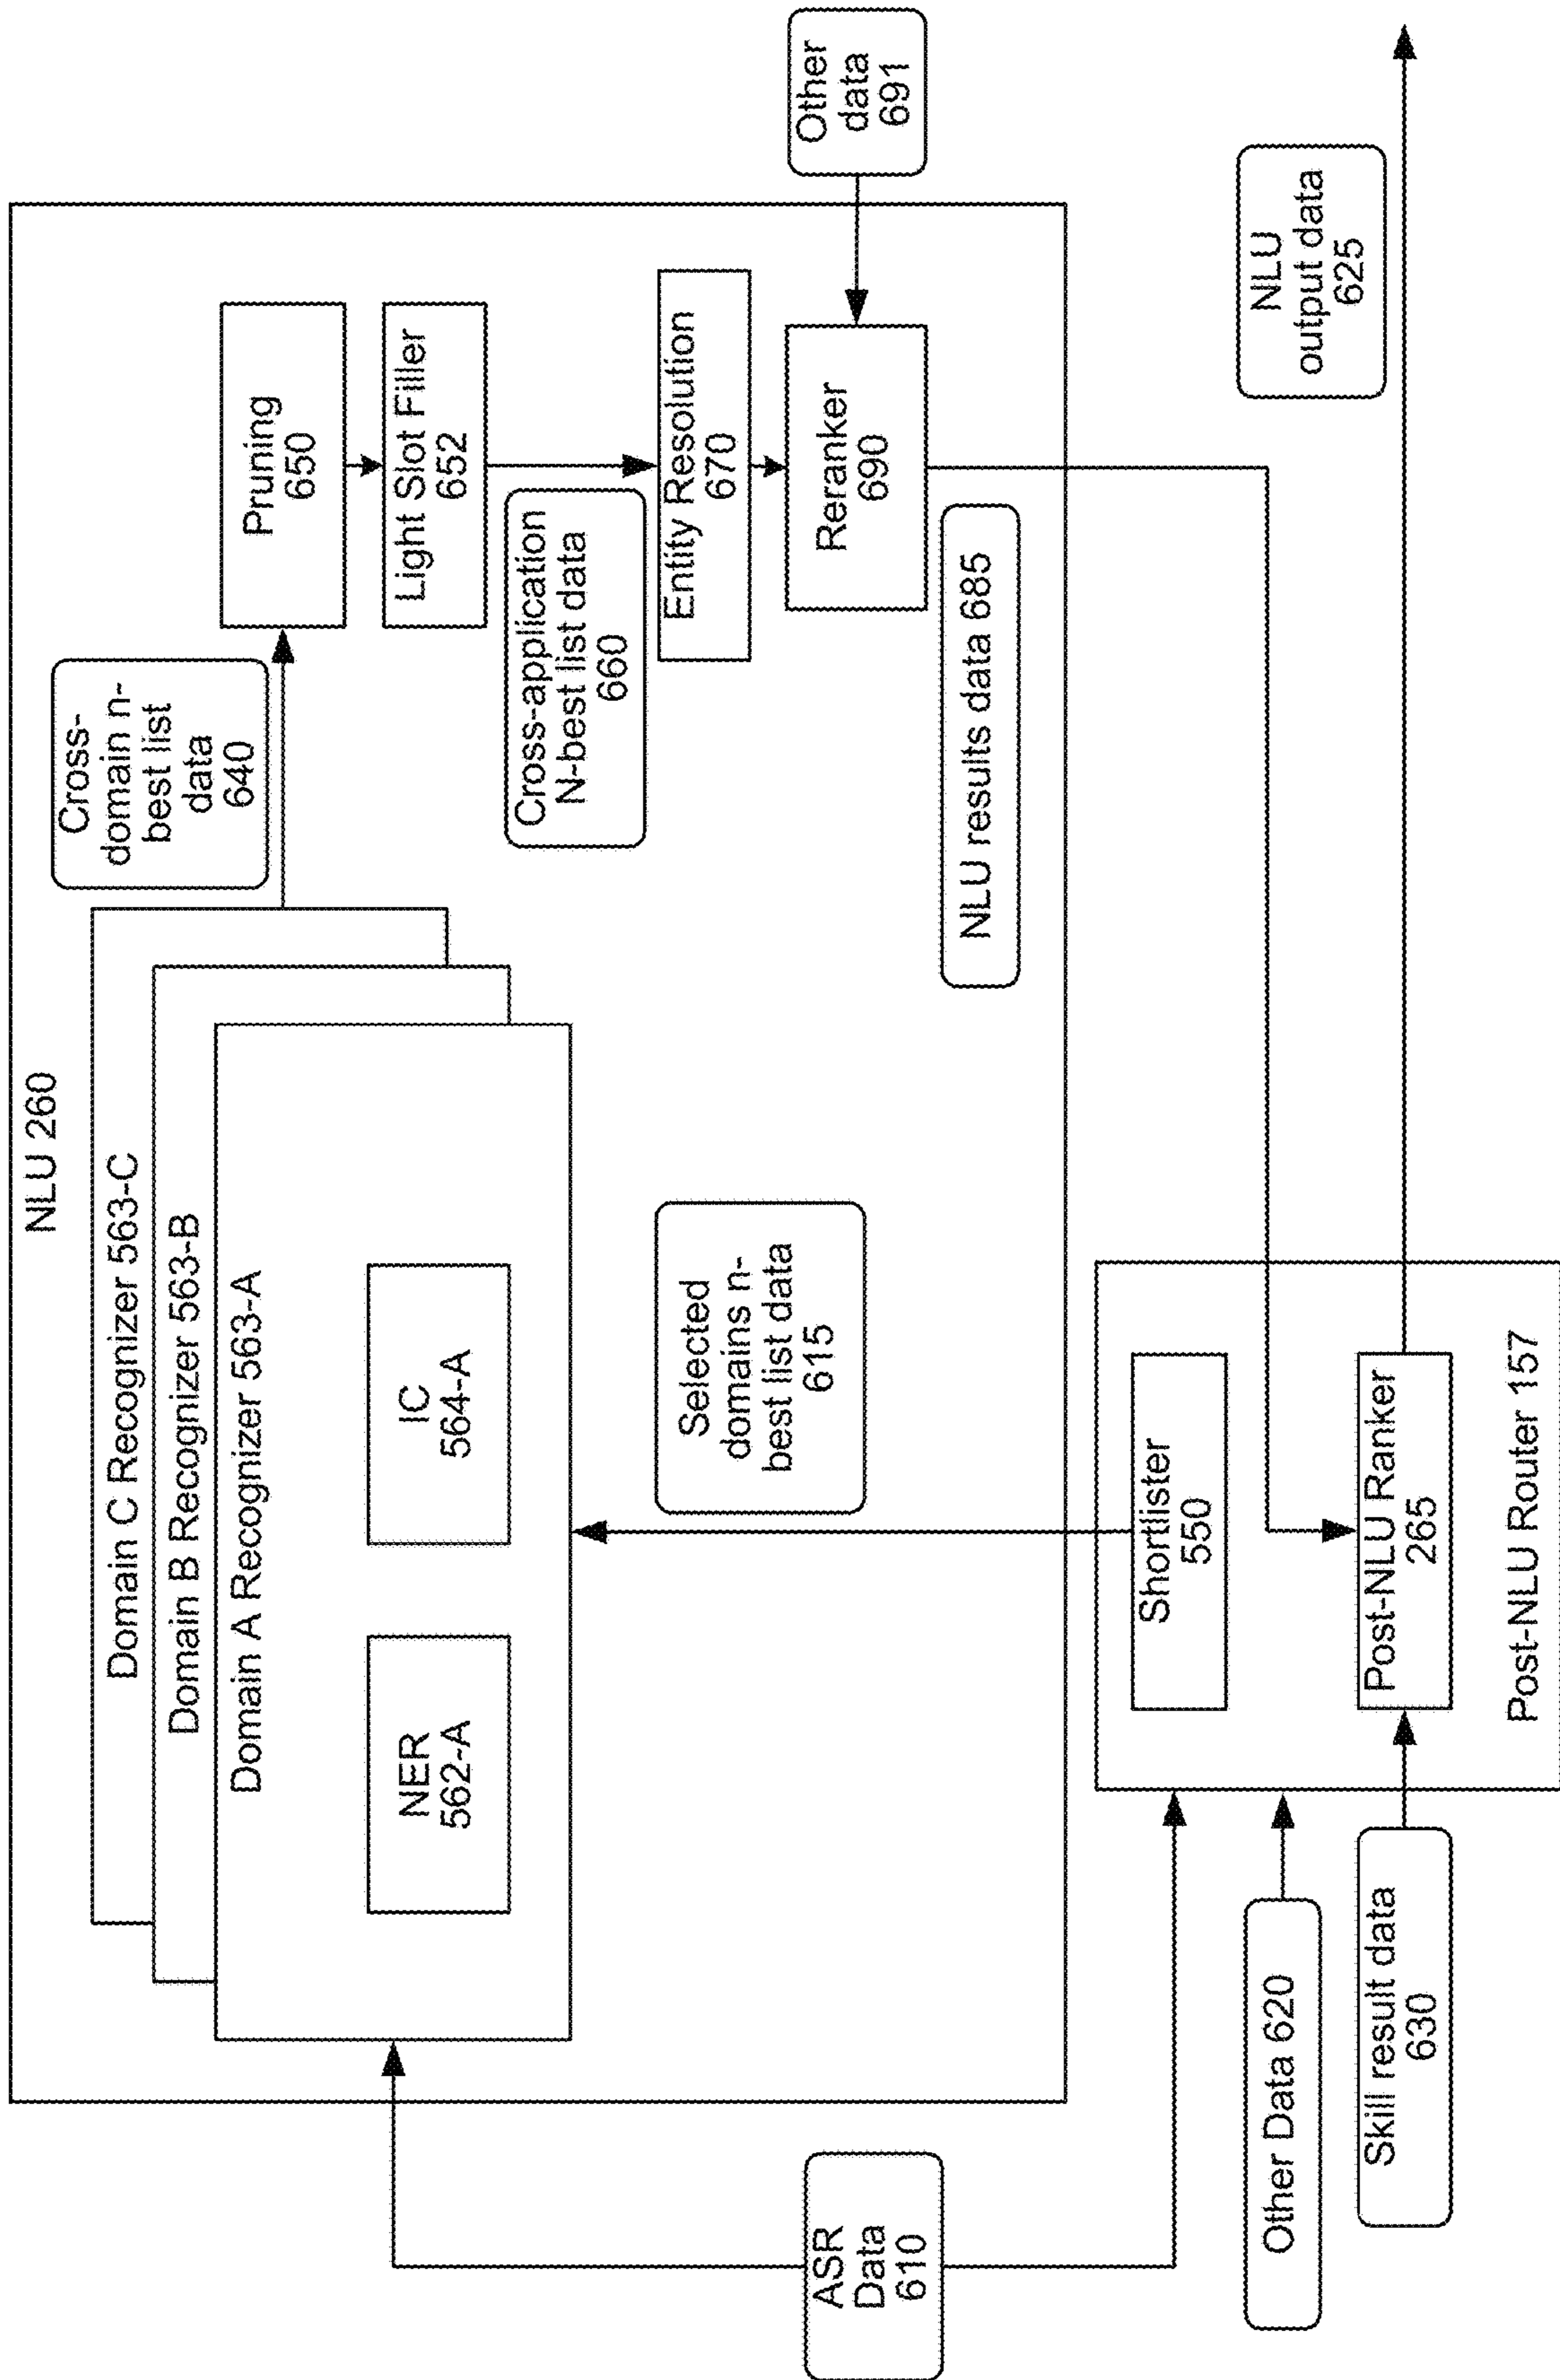 NLU 260
Domain C Recognizer 563-C
Domain B Recognizer 563-B
Domain A Recognizer 563-A
NER
562-A
IC
564-A
Cross-
domain n-
best list
data
640
Pruning
650
Light Slot Filler
652
Cross-application
N-best list data
660
Entity Resolution
670
Reranker
690
Other
data
691
NLU results data 685
Selected
domains n-
best list data
615
ASR
Data
610
Shortlister
550
Post-NLU Ranker
265
Post-NLU Router 157
Other Data 620
Skill result data
630
NLU
output data
625